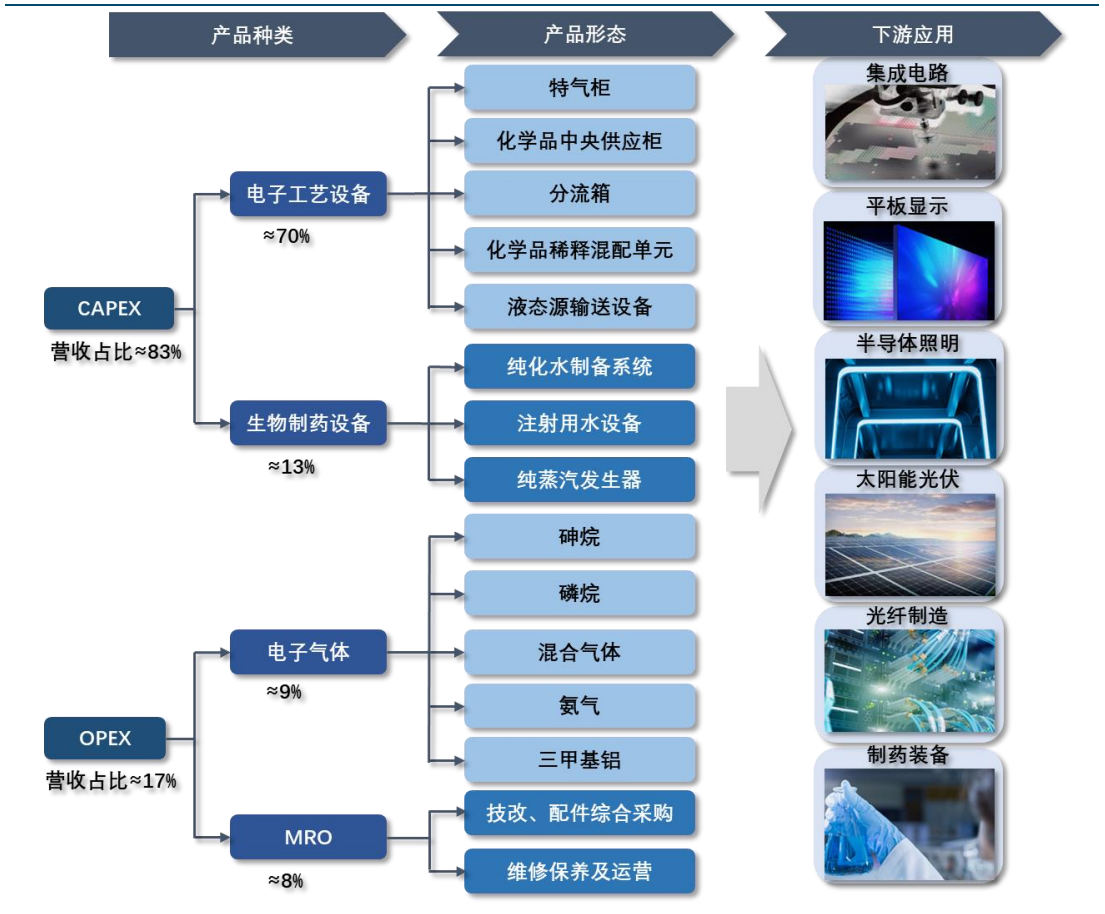 产品种类
产品形态
下游应用
CAPEX
营收占比≈83%
电子工艺设备
≈70%
特气柜
化学品中央供应柜
分流箱
化学品稀释混配单元
液态源输送设备
生物制药设备
≈13%
纯化水制备系统
注射用水设备
纯蒸汽发生器
OPEX
营收占比≈17%
电子气体
≈9%
砷烷
磷烷
混合气体
氨气
三甲基铝
MRO
≈8%
技改、配件综合采购
维修保养及运营
集成电路
平板显示
半导体照明
太阳能光伏
光纤制造
制药装备